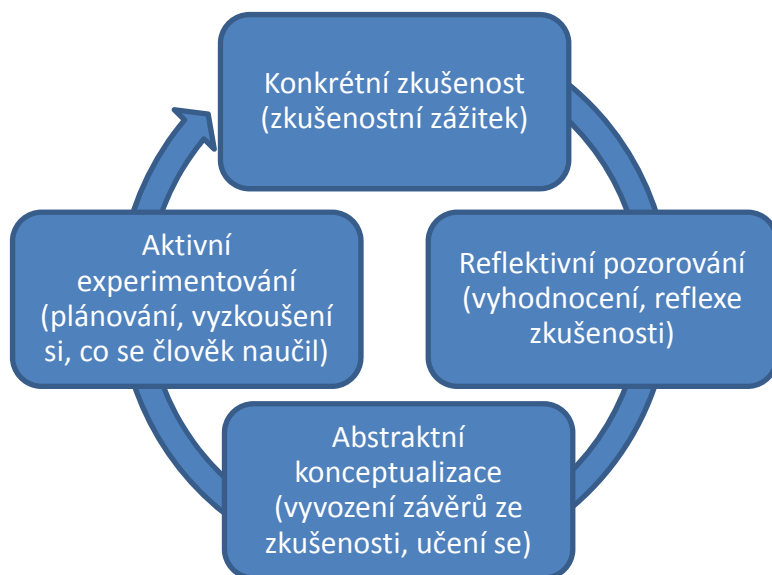 Konkrétní zkušenost
(zkušenostní zážitek)
Reflektivní pozorování
(vyhodnocení, reflexe
zkušenosti)
Abstraktní
konceptualizace
(vyvození závěrů ze
zkušenosti, učení se)
Aktivní
experimentování
(plánování, vyzkoušení
si, co se člověk naučil)